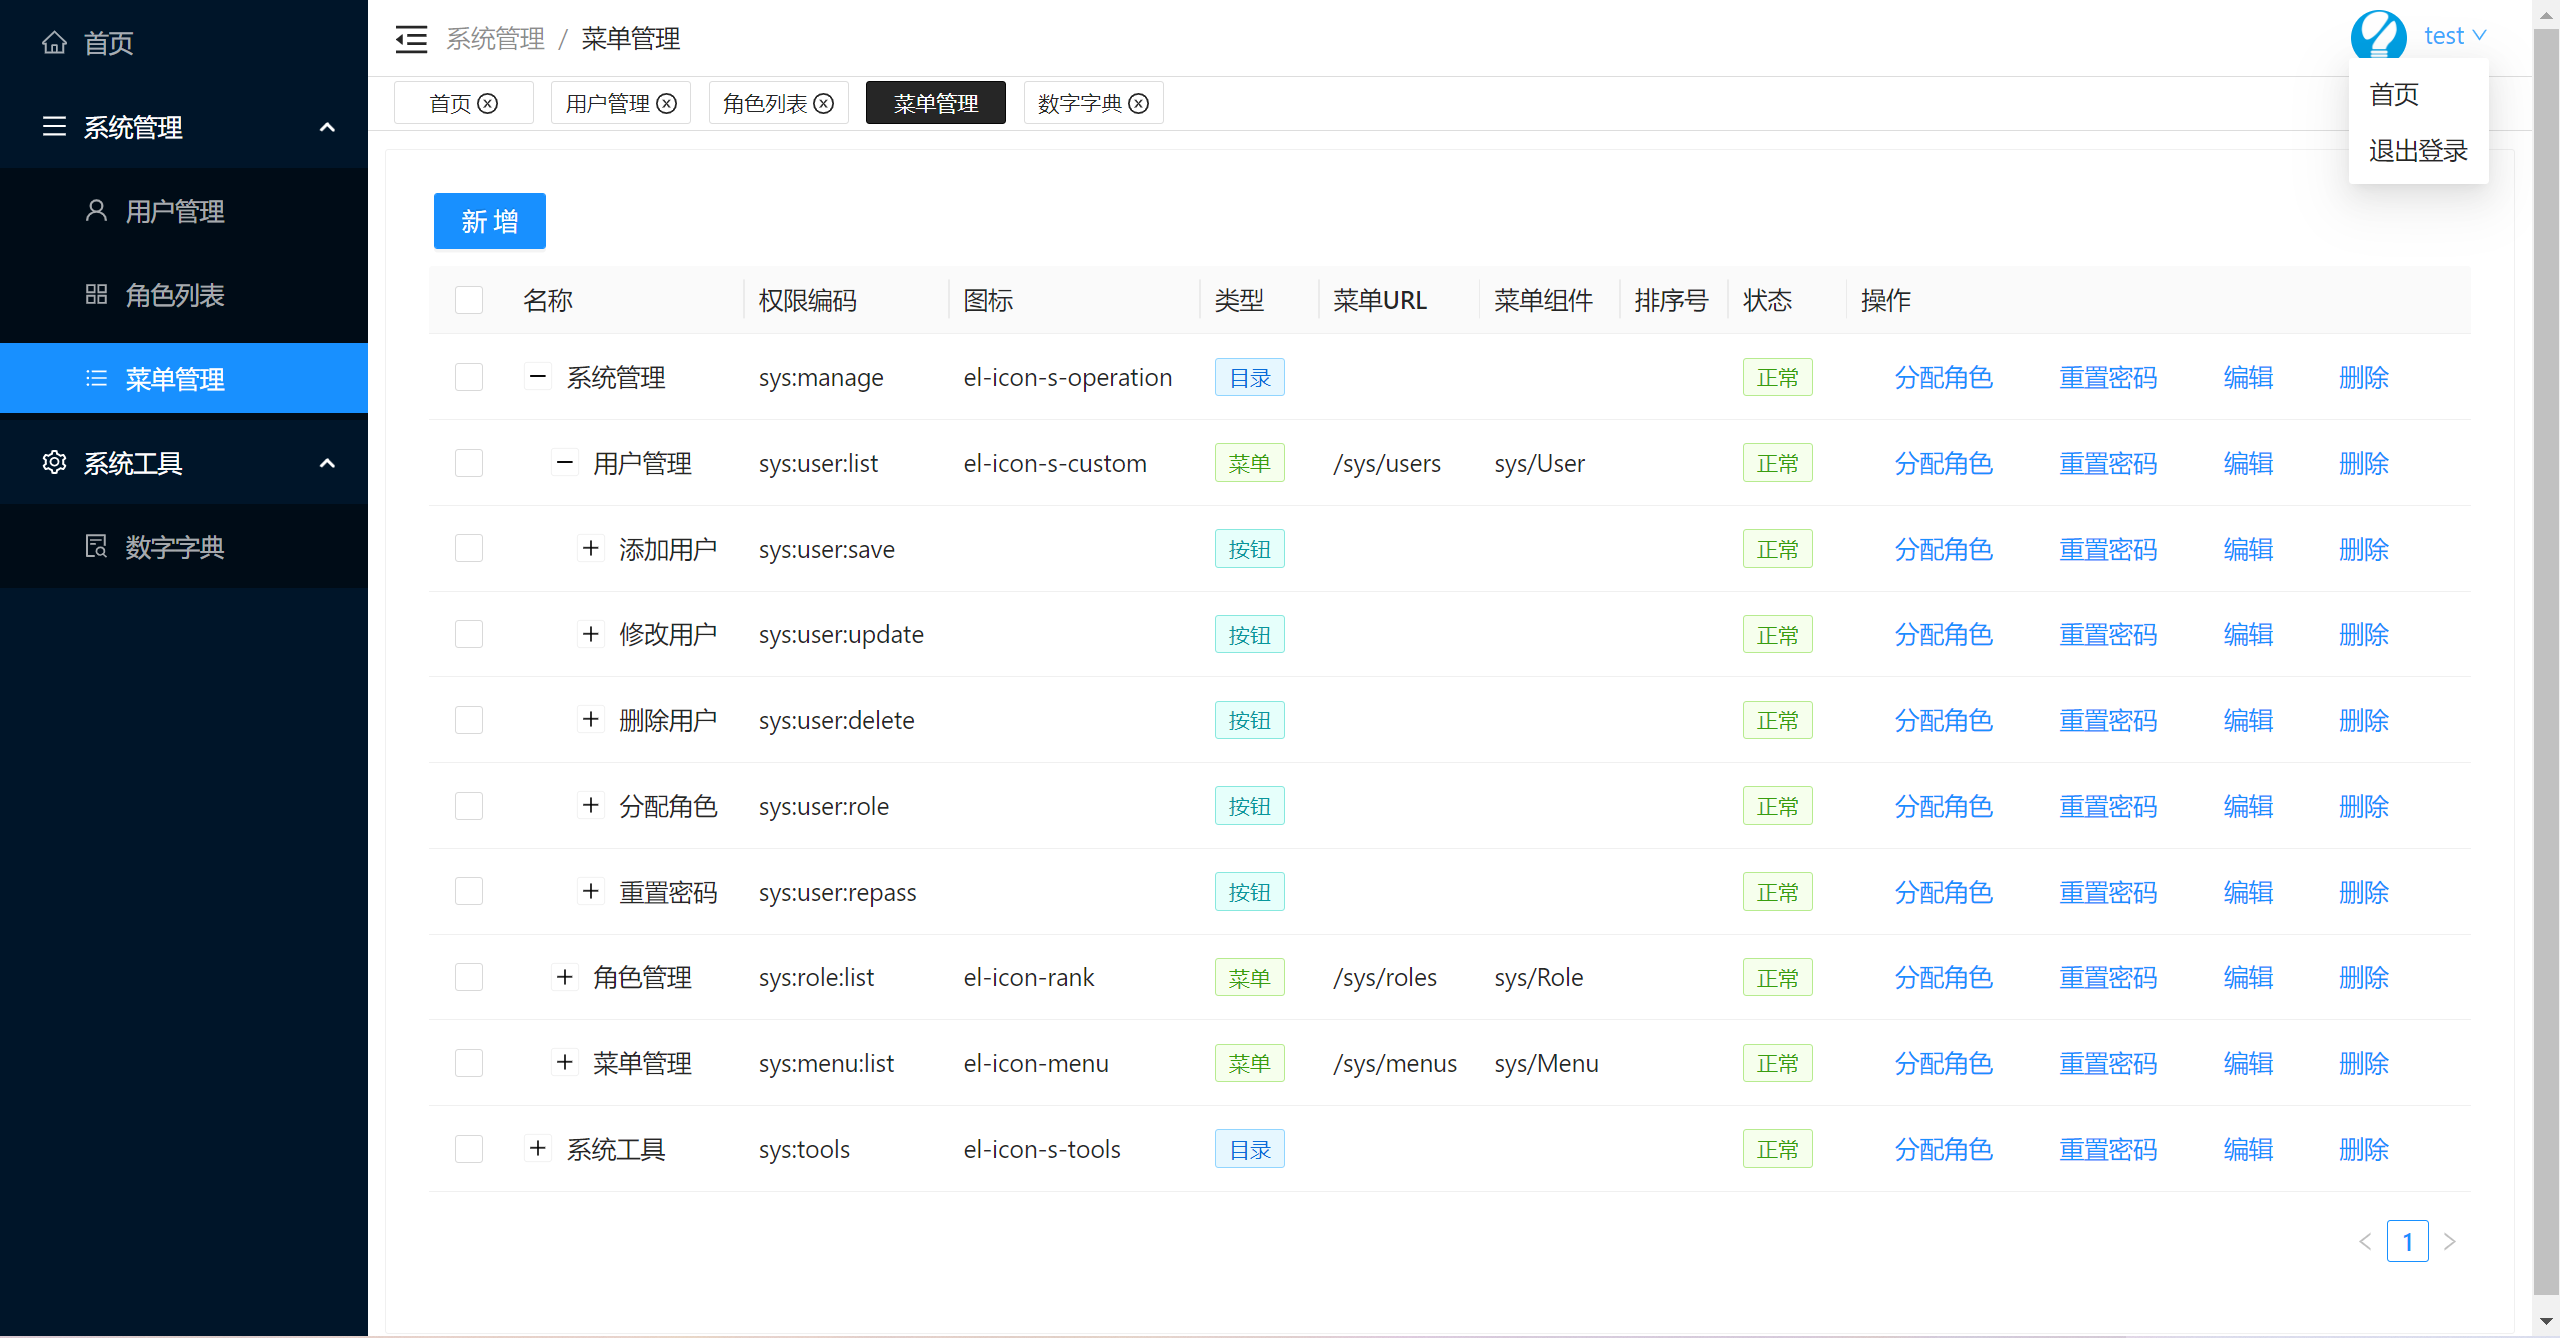 首页
系统管理
用户管理
角色列表
菜单管理
系统工具
数字字典
系统管理 / 菜单管理
test
首页 用户管理 角色列表 菜单管理 数字字典
首页
退出登录
新 增
名称 权限编码 图标 类型 菜单URL 菜单组件 排序号 状态 操作
系统管理 sys:manage el-icon-s-operation 目录 正常 分配角色 重置密码 编辑 删除
用户管理 sys:user:list el-icon-s-custom 菜单 /sys/users sys/User 正常 分配角色 重置密码 编辑 删除
添加用户 sys:user:save 按钮 正常 分配角色 重置密码 编辑 删除
修改用户 sys:user:update 按钮 正常 分配角色 重置密码 编辑 删除
删除用户 sys:user:delete 按钮 正常 分配角色 重置密码 编辑 删除
分配角色 sys:user:role 按钮 正常 分配角色 重置密码 编辑 删除
重置密码 sys:user:repass 按钮 正常 分配角色 重置密码 编辑 删除
角色管理 sys:role:list el-icon-rank 菜单 /sys/roles sys/Role 正常 分配角色 重置密码 编辑 删除
菜单管理 sys:menu:list el-icon-menu 菜单 /sys/menus sys/Menu 正常 分配角色 重置密码 编辑 删除
系统工具 sys:tools el-icon-s-tools 目录 正常 分配角色 重置密码 编辑 删除
1